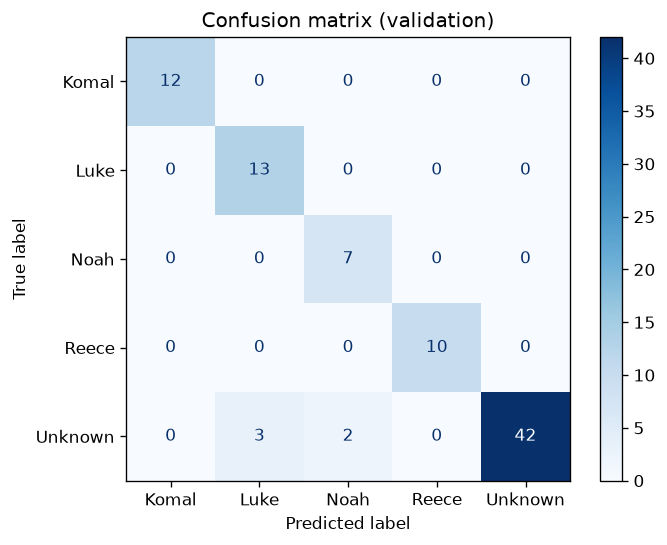 Confusion matrix (validation)
True label
Komal 12 0 0 0 0
Luke 0 13 0 0 0
Noah 0 0 7 0 0
Reece 0 0 0 10 0
Unknown 0 3 2 0 42
Komal Luke Noah Reece Unknown
Predicted label
40
35
30
25
20
15
10
5
0